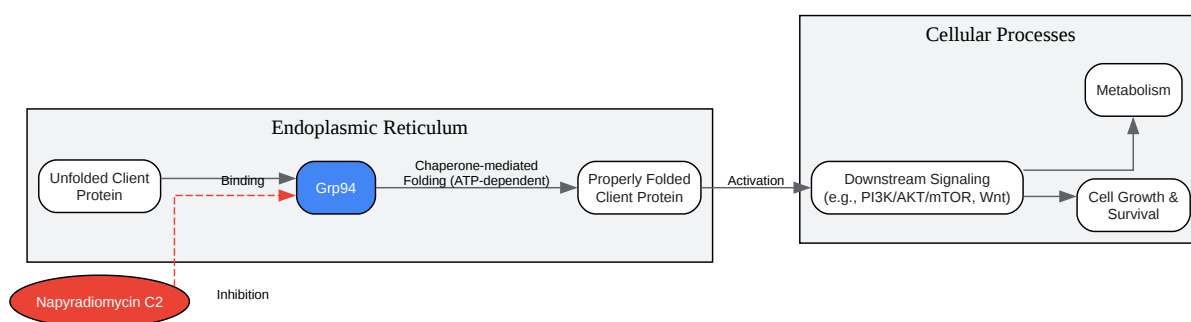 Cellular Processes
Metabolism
Endoplasmic Reticulum
Unfolded Client
Protein
Binding
Grp94
Chaperone-mediated
Folding (ATP-dependent)
Properly Folded
Client Protein
Activation
Downstream Signaling
(e.g., PI3K/AKT/mTOR, Wnt)
Cell Growth &
Survival
Napyradiomycin C2
Inhibition